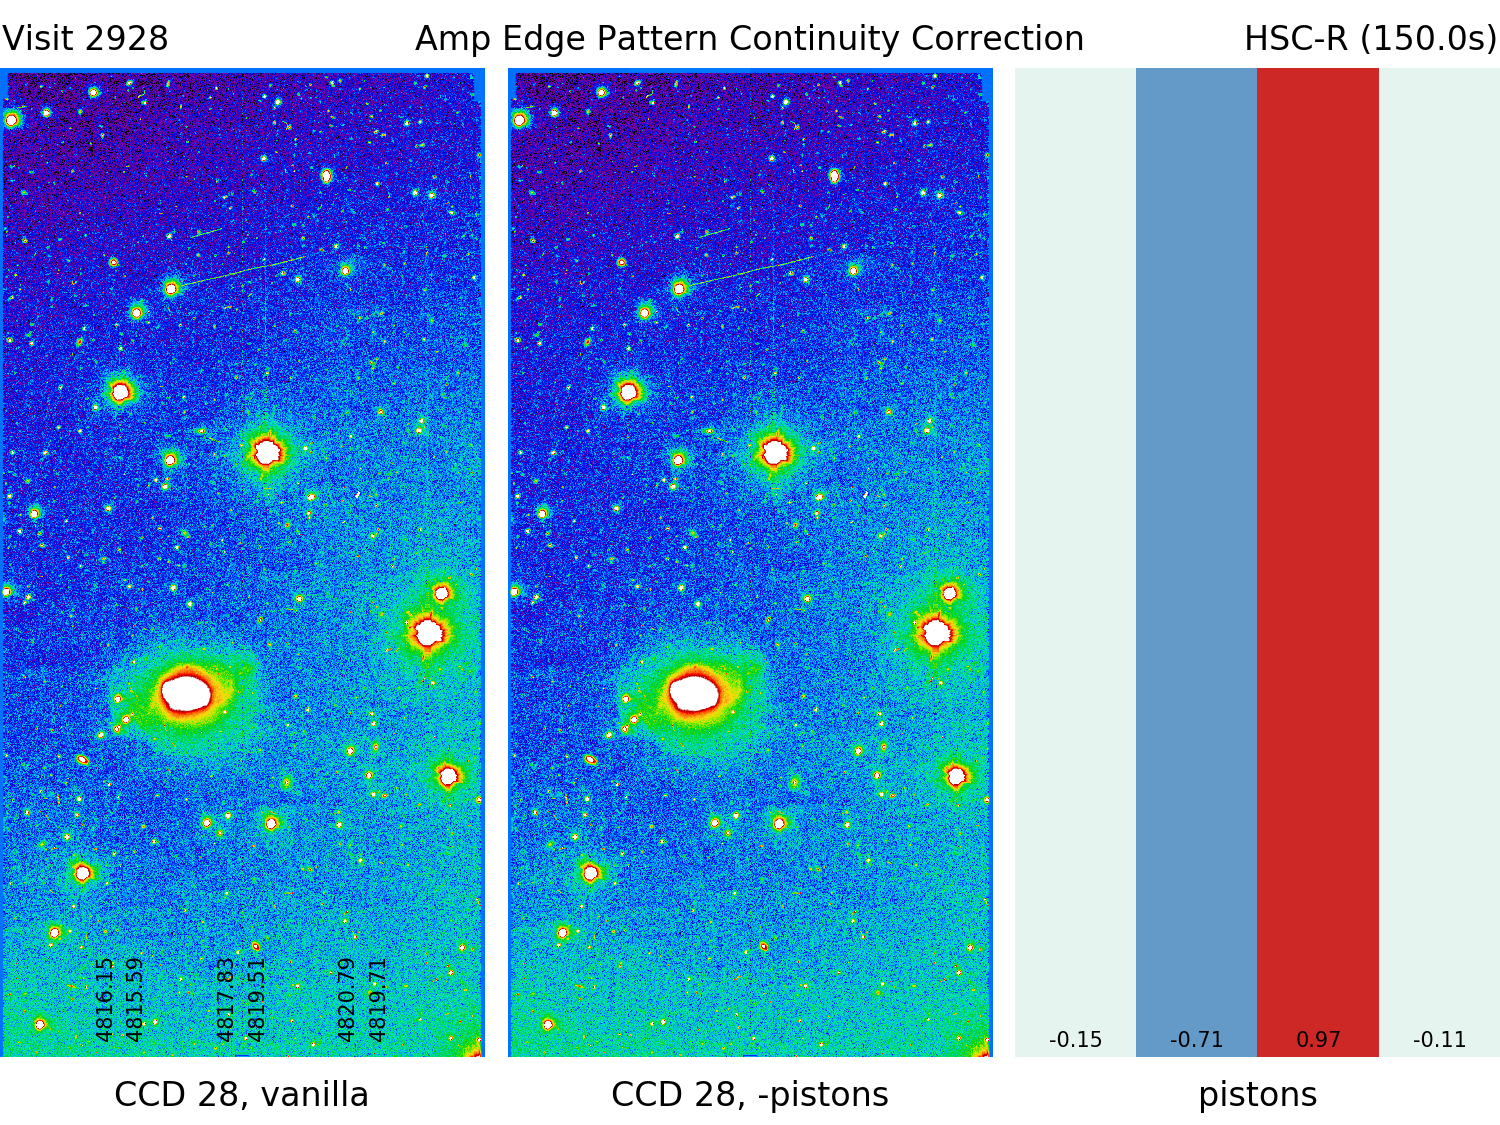 Visit 2928
Amp Edge Pattern Continuity Correction
HSC-R (150.0s)
4816.15
4815.59
4817.83
4819.51
4820.79
4819.71
-0.15
-0.71
0.97
-0.11
CCD 28, vanilla
CCD 28, -pistons
pistons